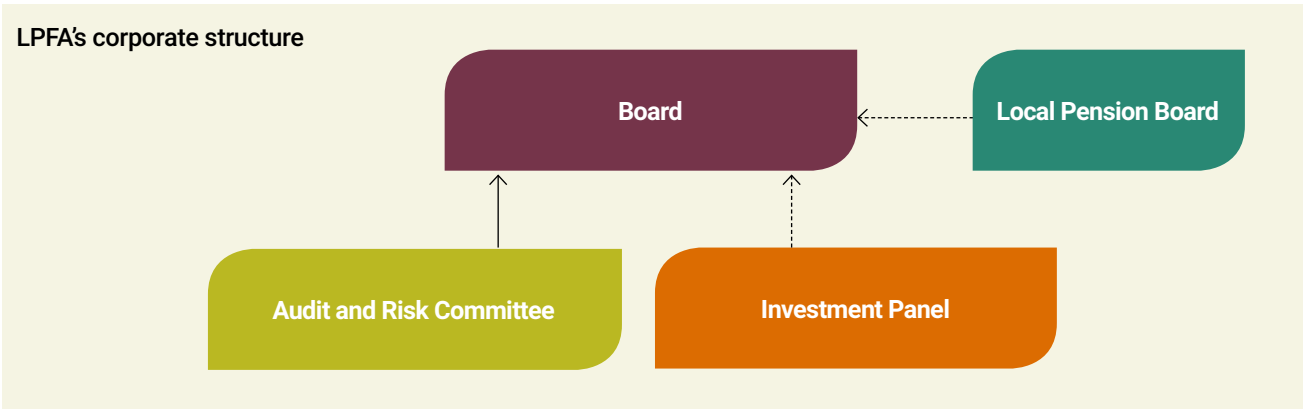 LPFA’s corporate structure
Board
Local Pension Board
Audit and Risk Committee
Investment Panel